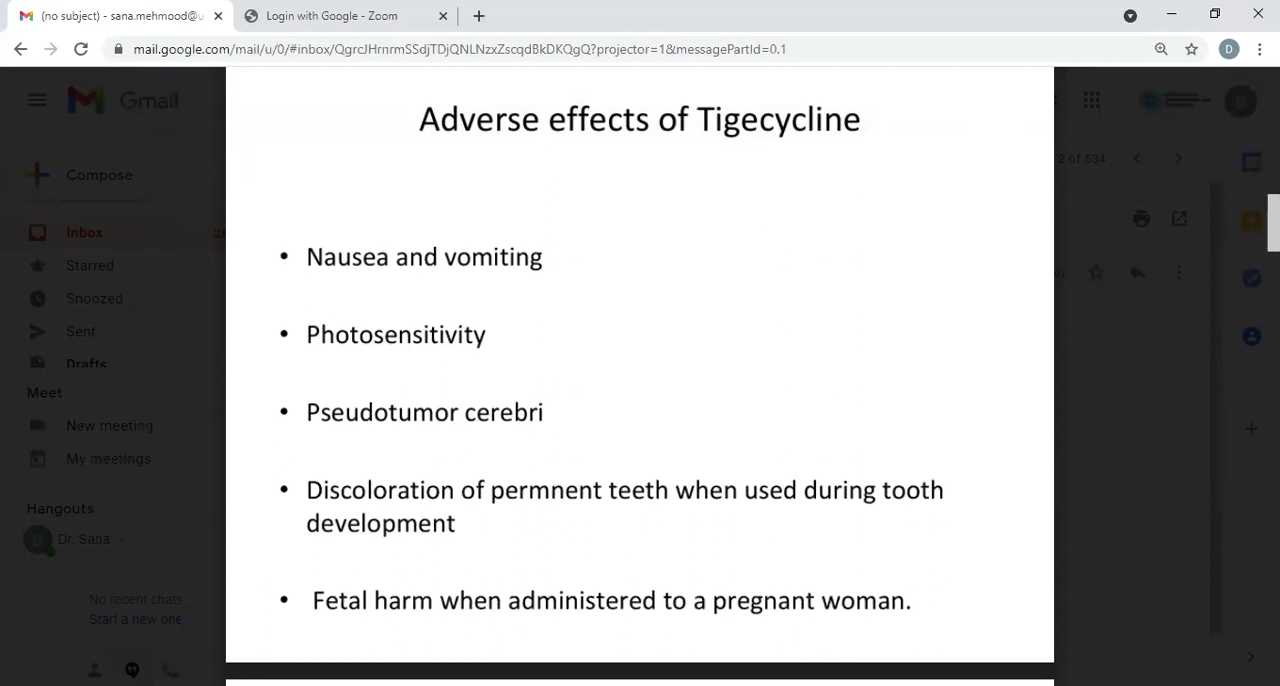 (no subject) - sana.mehmood@u
Login with Google - Zoom
mail.google.com/mail/u/0/#inbox/QgrcJHrnrmSSdjTDjQNLNzxZscqdBkDKQgQ?projector=1&messagePartId=0.1
D
Gmail
D
Compose
2 of 534
Inbox
Starred
Snoozed
Sent
Drafts
Meet
New meeting
My meetings
Hangouts
Dr. Sana
No recent chats
Start a new one
Adverse effects of Tigecycline
• Nausea and vomiting
• Photosensitivity
• Pseudotumor cerebri
• Discoloration of permnent teeth when used during tooth
development
• Fetal harm when administered to a pregnant woman.